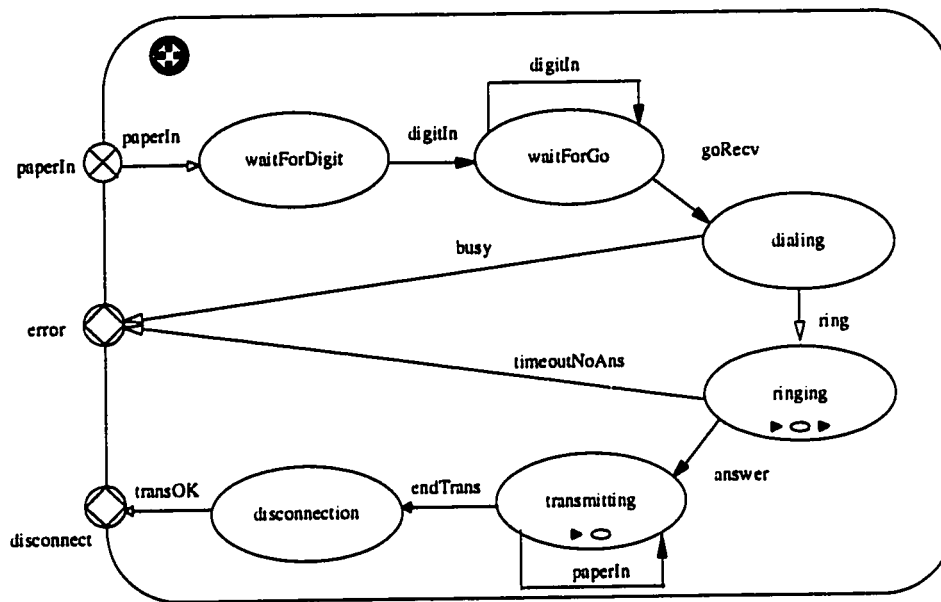 digitIn
paperIn
digitIn
waitForDigit
waitForGo
goRecv
paperIn
dialing
busy
ring
error
timeoutNoAns
ringing
answer
transOK
endTrans
transmitting
disconnection
disconnect
paperIn